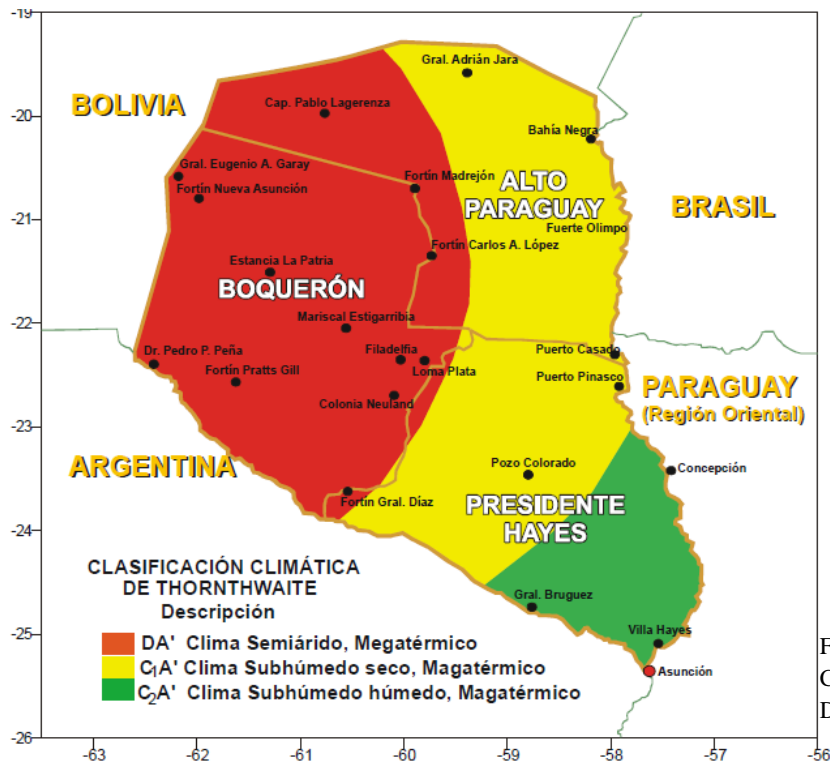 -19
Gral. Adrián Jara
BOLIVIA
Cap. Pablo Lagerenza
-20
Bahía Negra
Gral. Eugenio A. Garay
Fortín Madrejón
ALTO
PARAGUAY
Fortín Nueva Asunción
BRASIL
-21
Fuerte Olimpo
Fortín Carlos A. López
Estancia La Patria
BOQUERÓN
Mariscal Estigarribia
-22
Dr. Pedro P. Peña
Filadelfia
Puerto Casado
Fortín Pratts Gill
Loma Plata
Puerto Pinasco
PARAGUAY
(Región Oriental)
Colonia Neuland
-23
ARGENTINA
Pozo Colorado
Concepción
Fortín Gral. Díaz
PRESIDENTE
HAYES
-24
CLASIFICACIÓN CLIMÁTICA
DE THORNTHWAITE
Descripción
Gral. Bruguez
Villa Hayes
-25
DA' Clima Semiárido, Megatérmico
C1A' Clima Subhúmedo seco, Magatérmico
C2A' Clima Subhúmedo húmedo, Magatérmico
Asunción
F
C
D
-26
-63 -62 -61 -60 -59 -58 -57 -56